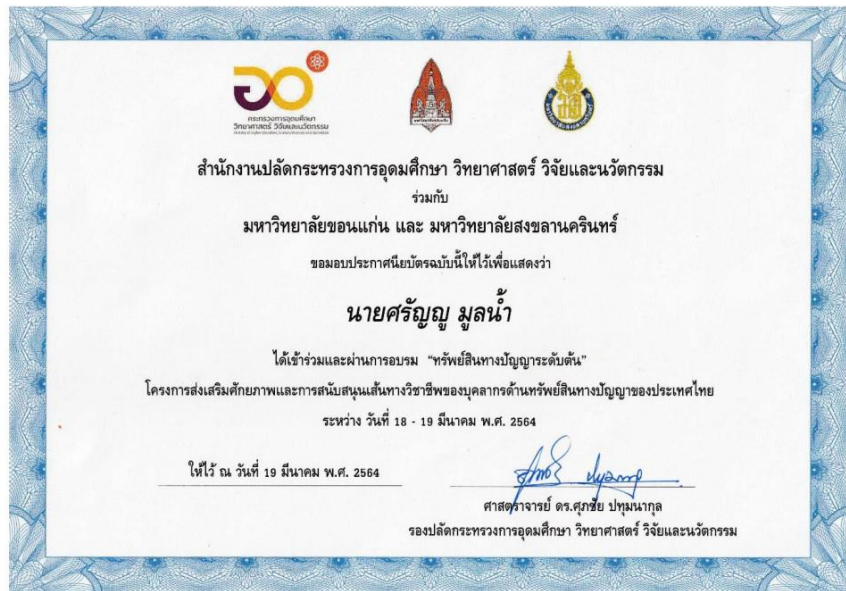 กระทรวงการอุดมศึกษา
วิทยาศาสตร์ วิจัยและนวัตกรรม
สำนักงานปลัดกระทรวงการอุดมศึกษา วิทยาศาสตร์ วิจัยและนวัตกรรม
ร่วมกับ
มหาวิทยาลัยขอนแก่น และ มหาวิทยาลัยสงขลานครินทร์
ขอมอบประกาศนียบัตรฉบับนี้ให้ไว้เพื่อแสดงว่า
นายศรัญญู มูลน้ำ
ได้เข้าร่วมและผ่านการอบรม “ทรัพย์สินทางปัญญาระดับต้น”
โครงการส่งเสริมศักยภาพและการสนับสนุนเส้นทางวิชาชีพของบุคลากรด้านทรัพย์สินทางปัญญาของประเทศไทย
ระหว่าง วันที่ 18 - 19 มีนาคม พ.ศ. 2564
ให้ไว้ ณ วันที่ 19 มีนาคม พ.ศ. 2564
ศาสตราจารย์ ดร.ศุภชัย ปทุมนากุล
รองปลัดกระทรวงการอุดมศึกษา วิทยาศาสตร์ วิจัยและนวัตกรรม